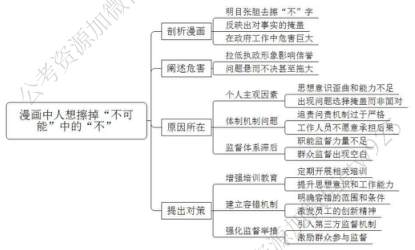 漫画中人想擦掉“不可
能”中的“不”
剖析漫画
明目张胆去擦“不”字
反映出对事实的掩盖
在政府工作中危害巨大
阐述危害
拉低执政形象影响信誉
问题悬而不决甚至拖大
原因所在
个人主观因素
思想意识歪曲和能力不足
出现问题选择掩盖而非面对
体制机制问题
追责问责机制过于严格
工作人员不愿意承担后果
监督体系滞后
职能监督力量不足
群众监督出现空白
提出对策
增强培训教育
定期开展相关培训
提升思想意识和工作能力
建立容错机制
明确容错的范围和条件
激发员工的创新精神
强化监督举措
引入第三方监督机制
激励群众参与监督
公考资源加微信